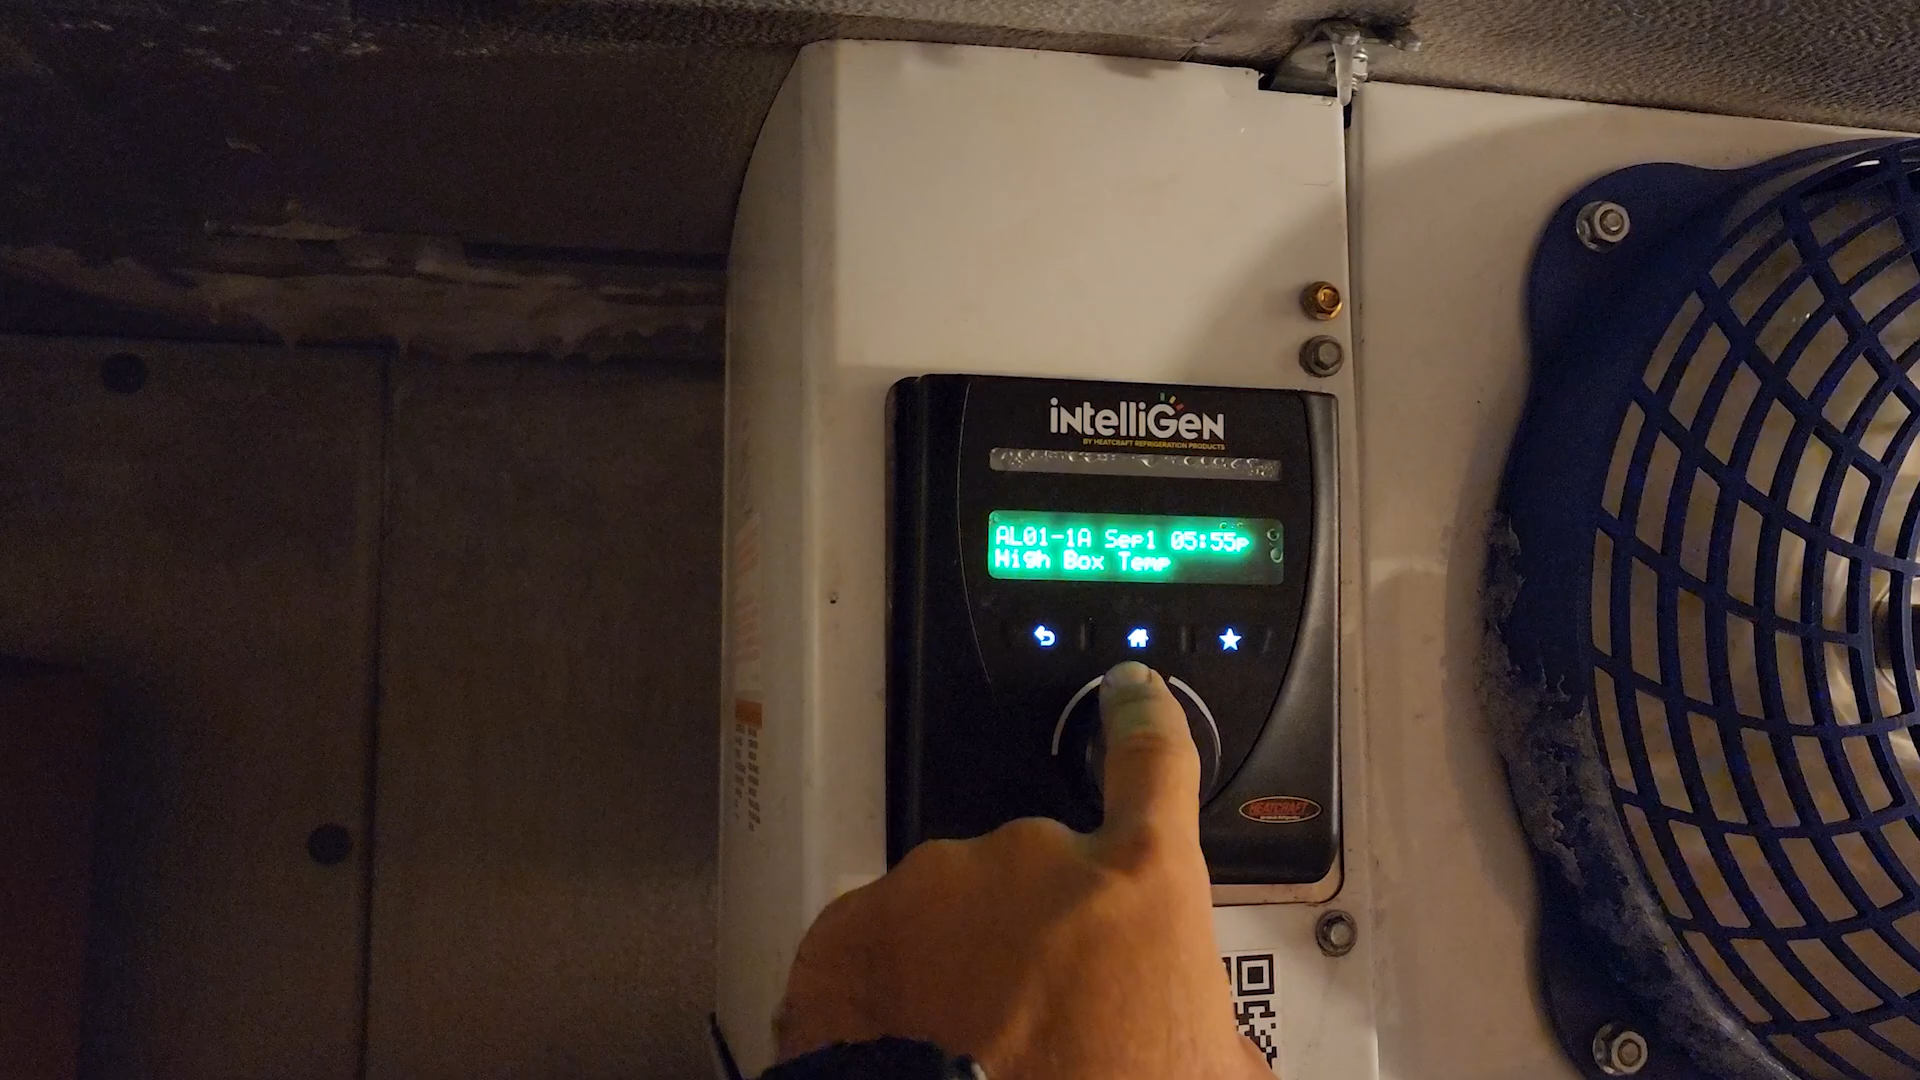 intelliGen
BY HEATCRAFT REFRIGERATION PRODUCTS
AL01-1A Sep1 05:55p
High Box Temp
HEATCRAFT